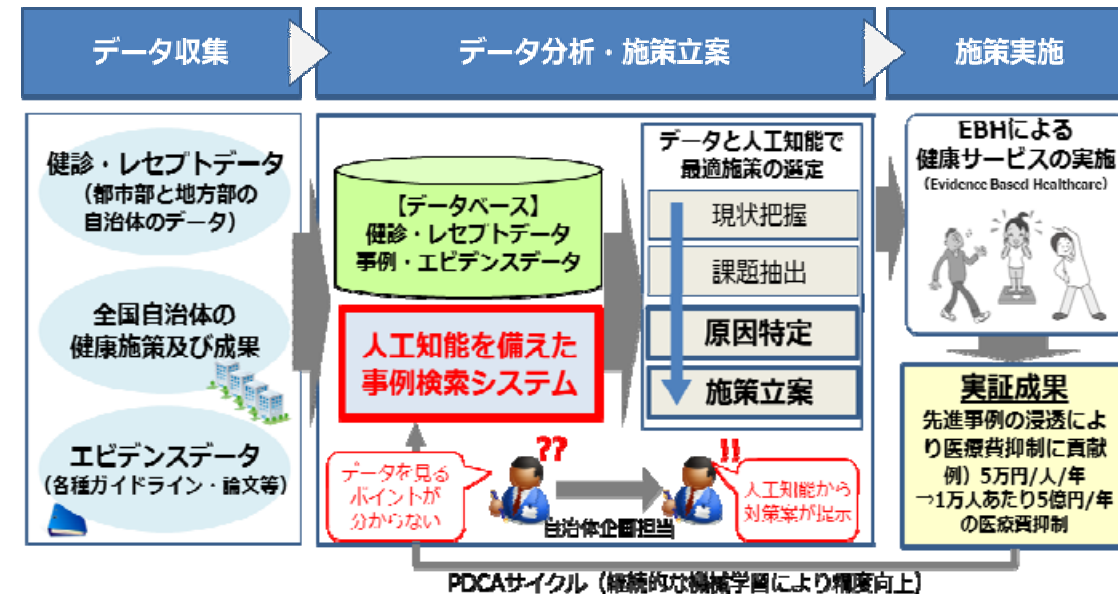 データ収集
データ分析・施策立案
施策実施
健診・レセプトデータ
（都市部と地方部の
自治体のデータ）
全国自治体の
健康施策及び成果
エビデンスデータ
（各種ガイドライン・論文等）
【データベース】
健診・レセプトデータ
事例・エビデンスデータ
人工知能を備えた
事例検索システム
データと人工知能で
最適施策の選定
現状把握
課題抽出
原因特定
施策立案
??
!!
データを見る
ポイントが
分からない
人工知能から
対策案が提示
自治体企画担当
EBHによる
健康サービスの実施
（Evidence Based Healthcare）
実証成果
先進事例の浸透によ
り医療費抑制に貢献
例）5万円/人/年
→1万人あたり5億円/年
の医療費抑制
PDCAサイクル（継続的な機械学習により精度向上）